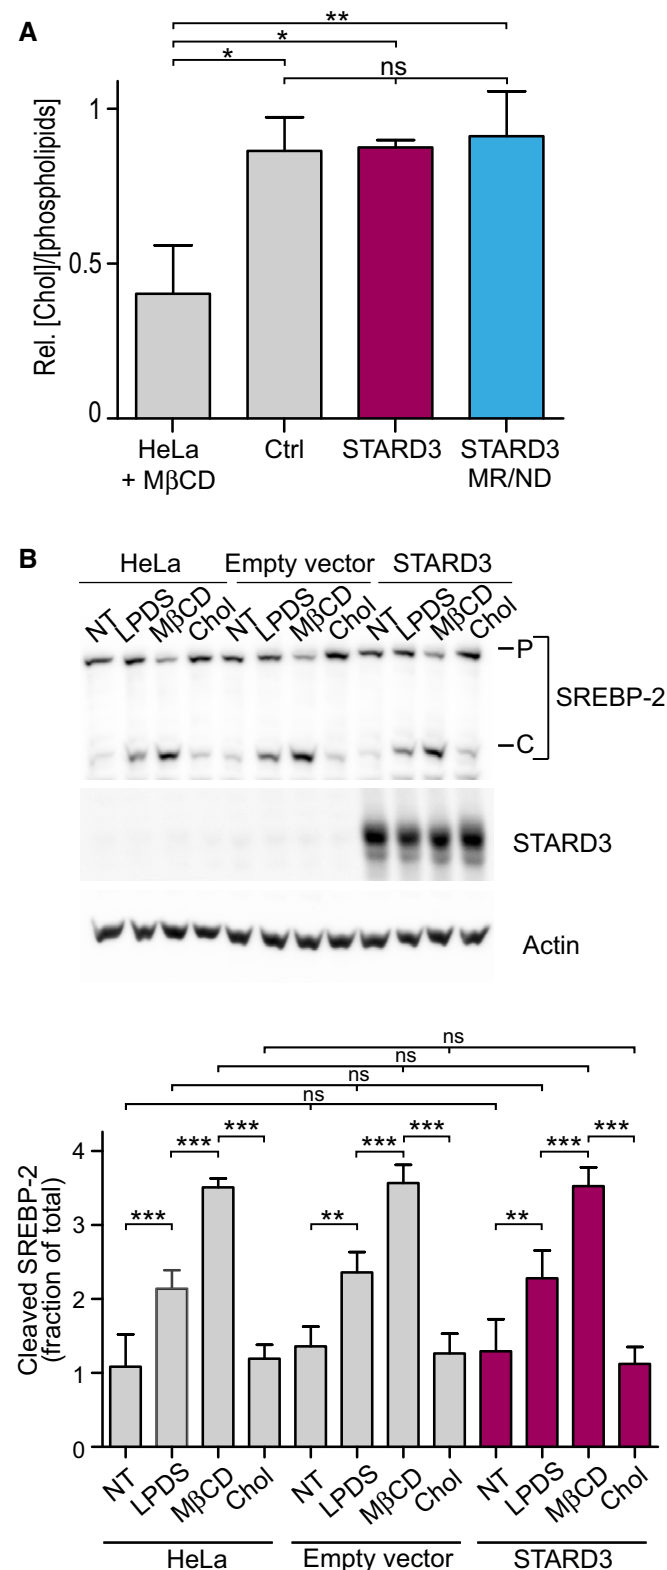 A
**
*
*
ns
Rel. [Chol]/[phospholipids]
1
0.5
0
HeLa + MβCD
Ctrl
STARD3
STARD3 MR/ND
B
HeLa Empty vector STARD3
NT LPDS MβCD Chol NT LPDS MβCD Chol NT LPDS MβCD Chol
P
SREBP-2
C
STARD3
Actin
ns
ns
ns
ns
*** *** *** *** *** ***
*** ** **
Cleaved SREBP-2
(fraction of total)
4
3
2
1
0
NT LPDS MβCD Chol NT LPDS MβCD Chol NT LPDS MβCD Chol
HeLa Empty vector STARD3